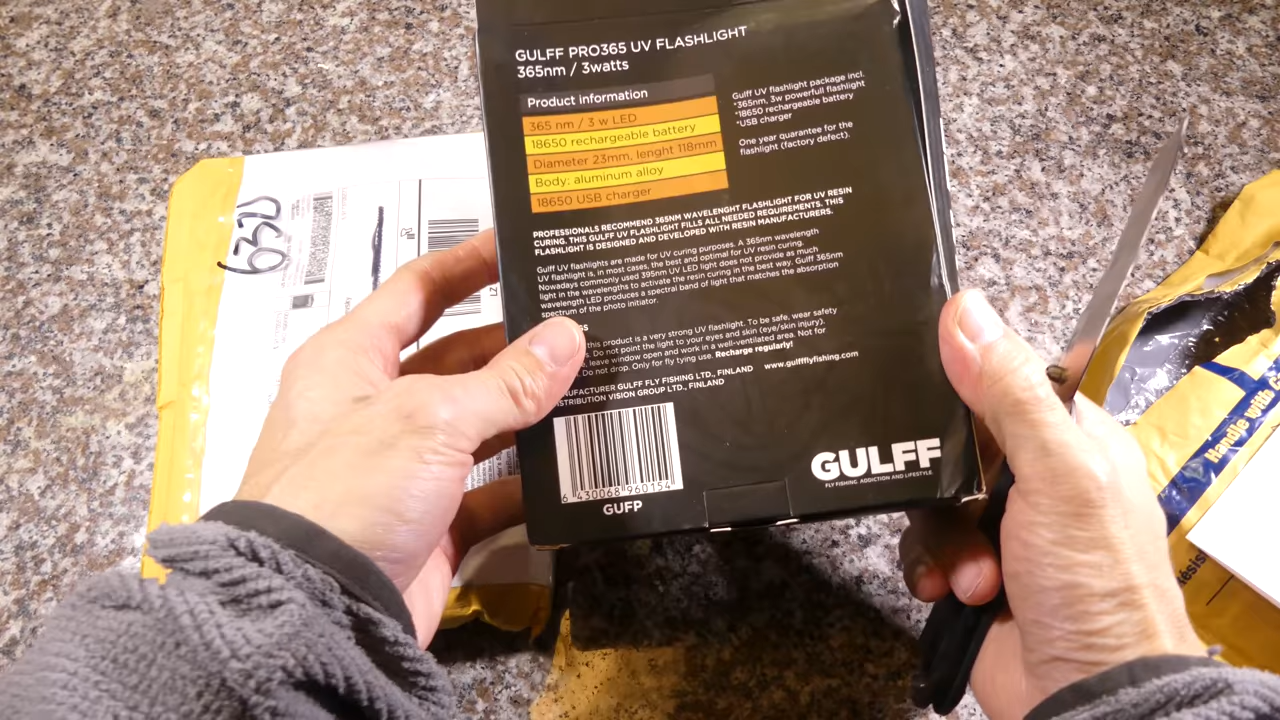 GULFF PRO365 UV FLASHLIGHT
365nm / 3watts
Product information
365 nm / 3 w LED
18650 rechargeable battery
Diameter 23mm, lenght 118mm
Body: aluminum alloy
18650 USB charger
Gulff UV flashlight package incl.
*365nm, 3w powerfull flashlight
*18650 rechargeable battery
*USB charger
One year quarantee for the
flashlight (factory defect).
PROFESSIONALS RECOMMEND 365NM WAVELENGHT FLASHLIGHT FOR UV RESIN
CURING. THIS GULFF UV FLASHLIGHT FILLS ALL NEEDED REQUIREMENTS. THIS
FLASHLIGHT IS DESIGNED AND DEVELOPED WITH RESIN MANUFACTURERS.
Gulff UV flashlights are made for UV curing purposes. A 365nm wavelength
UV flashlight is, in most cases, the best and optimal for UV resin curing.
Nowadays commonly used 395nm UV LED light does not provide as much
light in the wavelengths to activate the resin curing in the best way. Gulff 365nm
wavelength LED produces a spectral band of light that matches the absorption
spectrum of the photo initiator.
GS
this product is a very strong UV flashlight. To be safe, wear safety
. Do not point the light to your eyes and skin (eye/skin injury).
, leave window open and work in a well-ventilated area. Not for
. Do not drop. Only for fly tying use. Recharge regularly!
NUFACTURER GULFF FLY FISHING LTD., FINLAND www.gulffflyfishing.com
STRIBUTION VISION GROUP LTD., FINLAND
6 430068 960154
GUFP
GULFF
FLY FISHING. ADDICTION AND LIFESTYLE.
6320
LZ
Handle with C
Résis